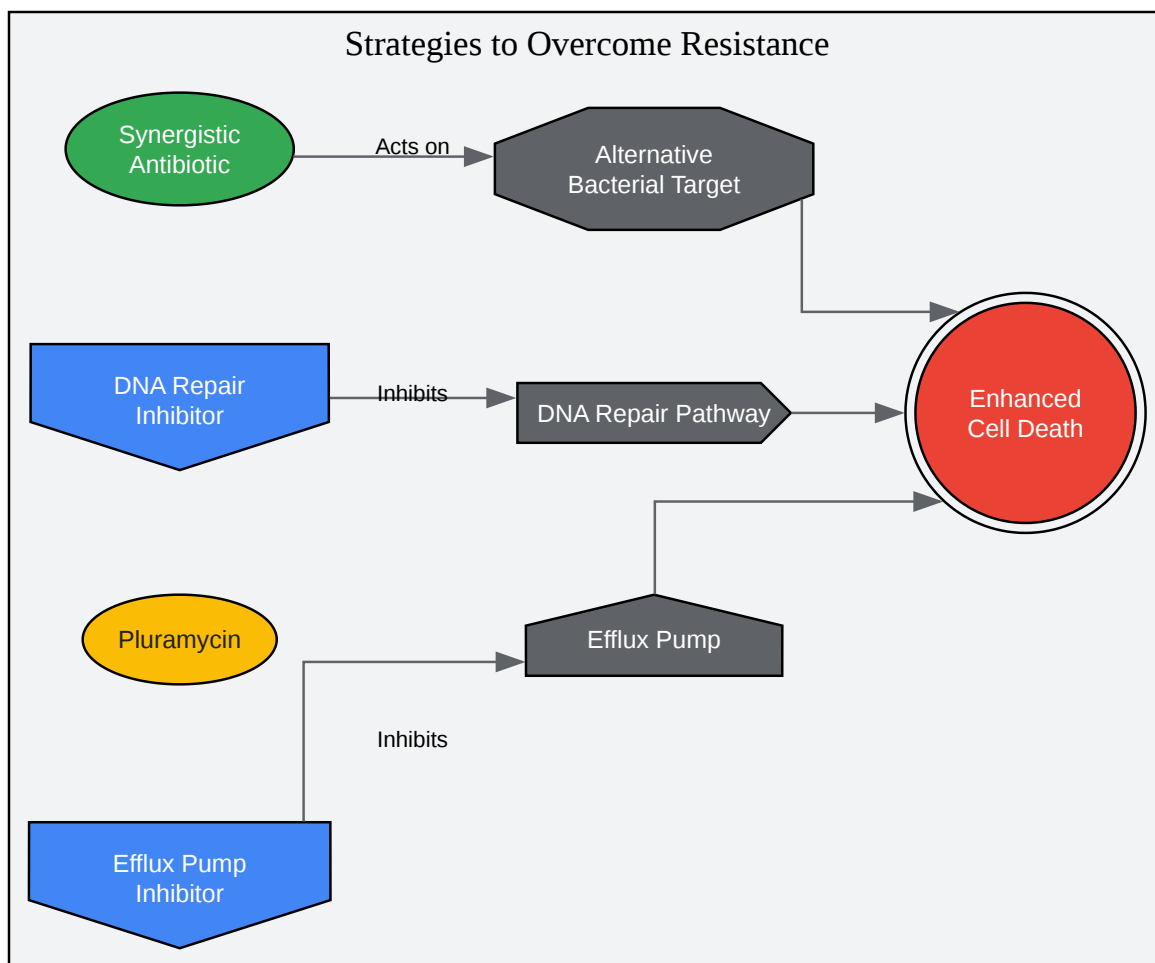 Strategies to Overcome Resistance
Synergistic
Antibiotic
Acts on
Alternative
Bacterial Target
DNA Repair
Inhibitor
Inhibits
DNA Repair Pathway
Enhanced
Cell Death
Pluramycin
Efflux Pump
Inhibits
Efflux Pump
Inhibitor